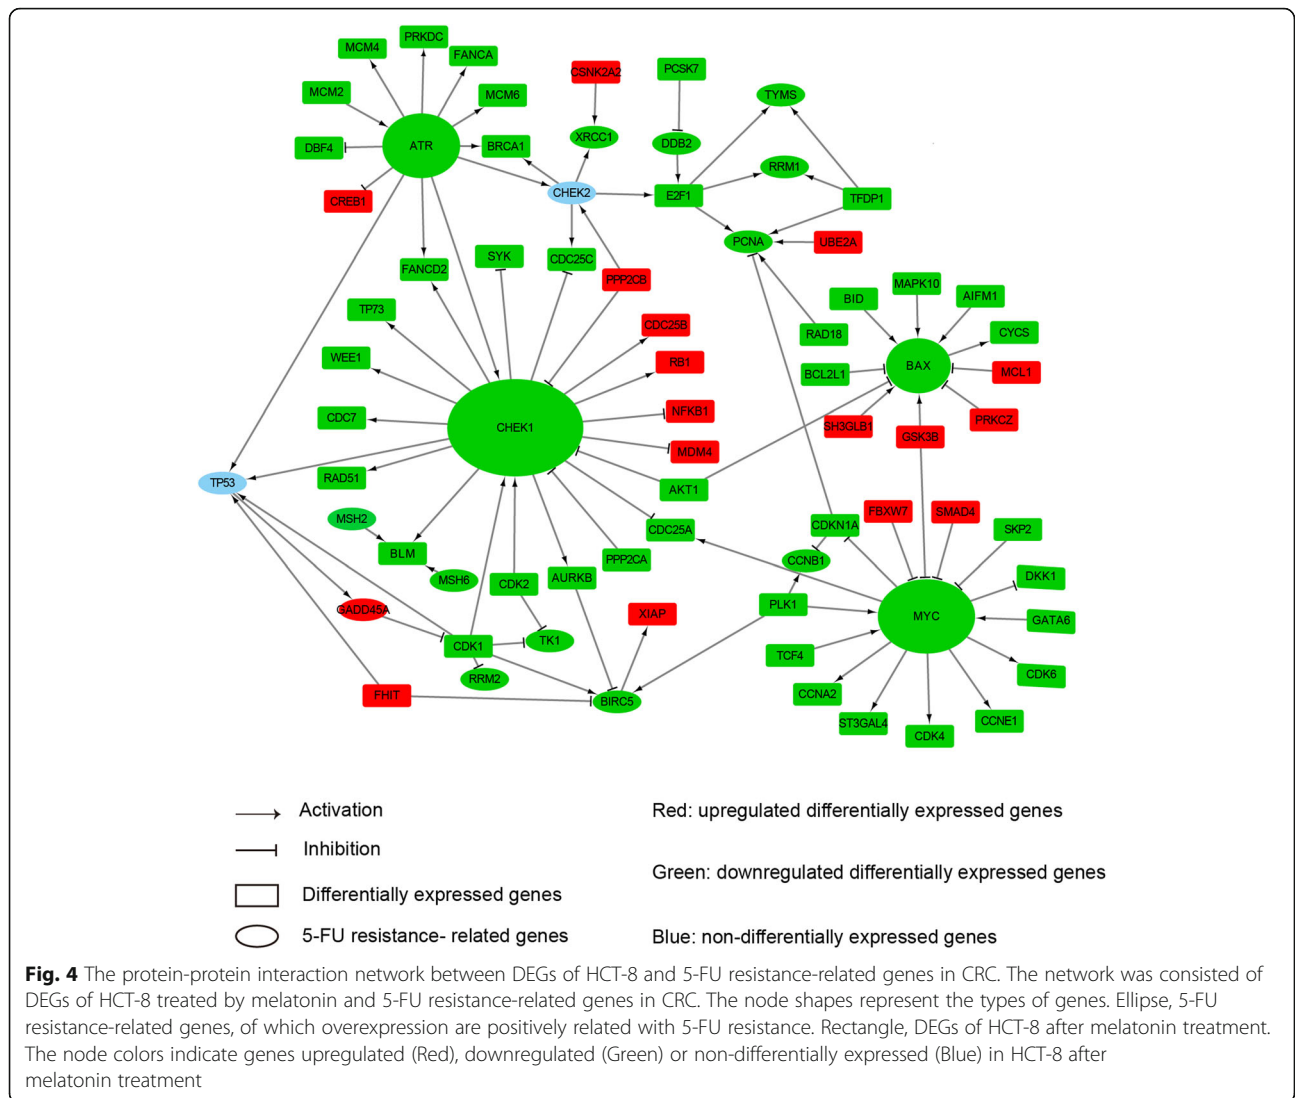 PRKDC
MCM4
FANCA
CSNK2A2
PCSK7
MCM2
MCM6
TYMS
XRCC1
DBF4
ATR
BRCA1
DDB2
RRM1
CREB1
CHEK2
E2F1
TFDP1
PCNA
UBE2A
SYK
CDC25C
FANCD2
PPP2CB
MAPK10
BID
AIFM1
TP73
CDC25B
RAD18
CYCS
WEE1
RB1
BCL2L1
BAX
MCL1
CDC7
CHEK1
NFKB1
SH3GLB1
GSK3B
PRKCZ
MDM4
RAD51
TP53
AKT1
MSH2
CDC25A
CDKN1A
FBXW7
SMAD4
SKP2
BLM
PPP2CA
CCNB1
MSH6
CDK2
AURKB
DKK1
GADD45A
XIAP
PLK1
MYC
GATA6
CDK1
TK1
TCF4
RRM2
CDK6
FHIT
BIRC5
CCNA2
ST3GAL4
CDK4
CCNE1
Activation
Red: upregulated differentially expressed genes
Inhibition
Green: downregulated differentially expressed genes
Differentially expressed genes
5-FU resistance- related genes
Blue: non-differentially expressed genes
Fig. 4 The protein-protein interaction network between DEGs of HCT-8 and 5-FU resistance-related genes in CRC. The network was consisted of
DEGs of HCT-8 treated by melatonin and 5-FU resistance-related genes in CRC. The node shapes represent the types of genes. Ellipse, 5-FU
resistance-related genes, of which overexpression are positively related with 5-FU resistance. Rectangle, DEGs of HCT-8 after melatonin treatment.
The node colors indicate genes upregulated (Red), downregulated (Green) or non-differentially expressed (Blue) in HCT-8 after
melatonin treatment